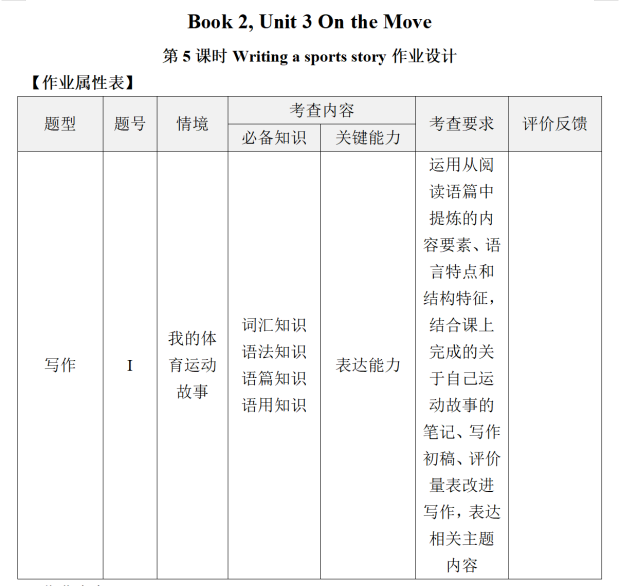 Book 2, Unit 3 On the Move
第 5 课时 Writing a sports story 作业设计
【作业属性表】
题型
题号
情境
考查内容
必备知识
关键能力
考查要求
评价反馈
写作
I
我的体
育运动
故事
词汇知识
语法知识
语篇知识
语用知识
表达能力
运用从阅
读语篇中
提炼的内
容要素、语
言特点和
结构特征，
结合课上
完成的关
于自己运
动故事的
笔记、写作
初稿、评价
量表改进
写作，表达
相关主题
内容